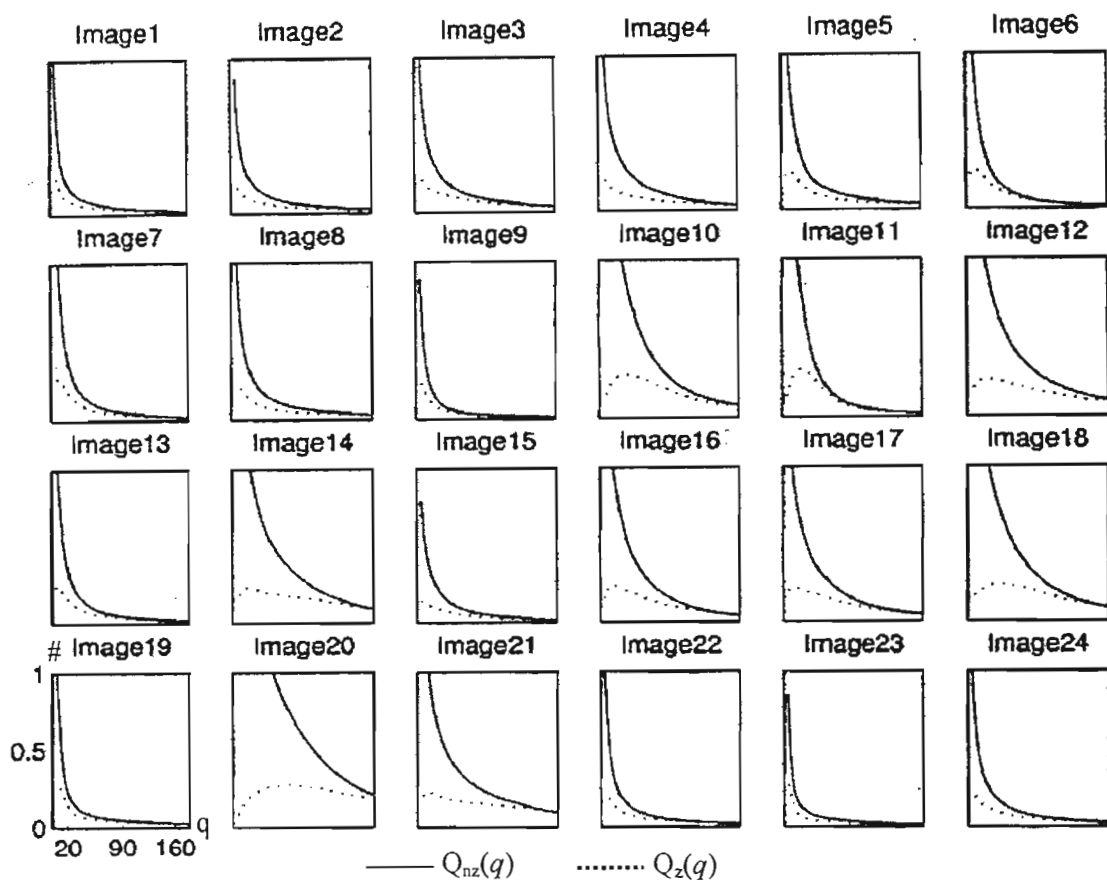 Image1 Image2 Image3 Image4 Image5 Image6
Image7 Image8 Image9 Image10 Image11 Image12
Image13 Image14 Image15 Image16 Image17 Image18
# Image19 Image20 Image21 Image22 Image23 Image24
1
0.5
0 q
20 90 160
Qnz(q) Qz(q)